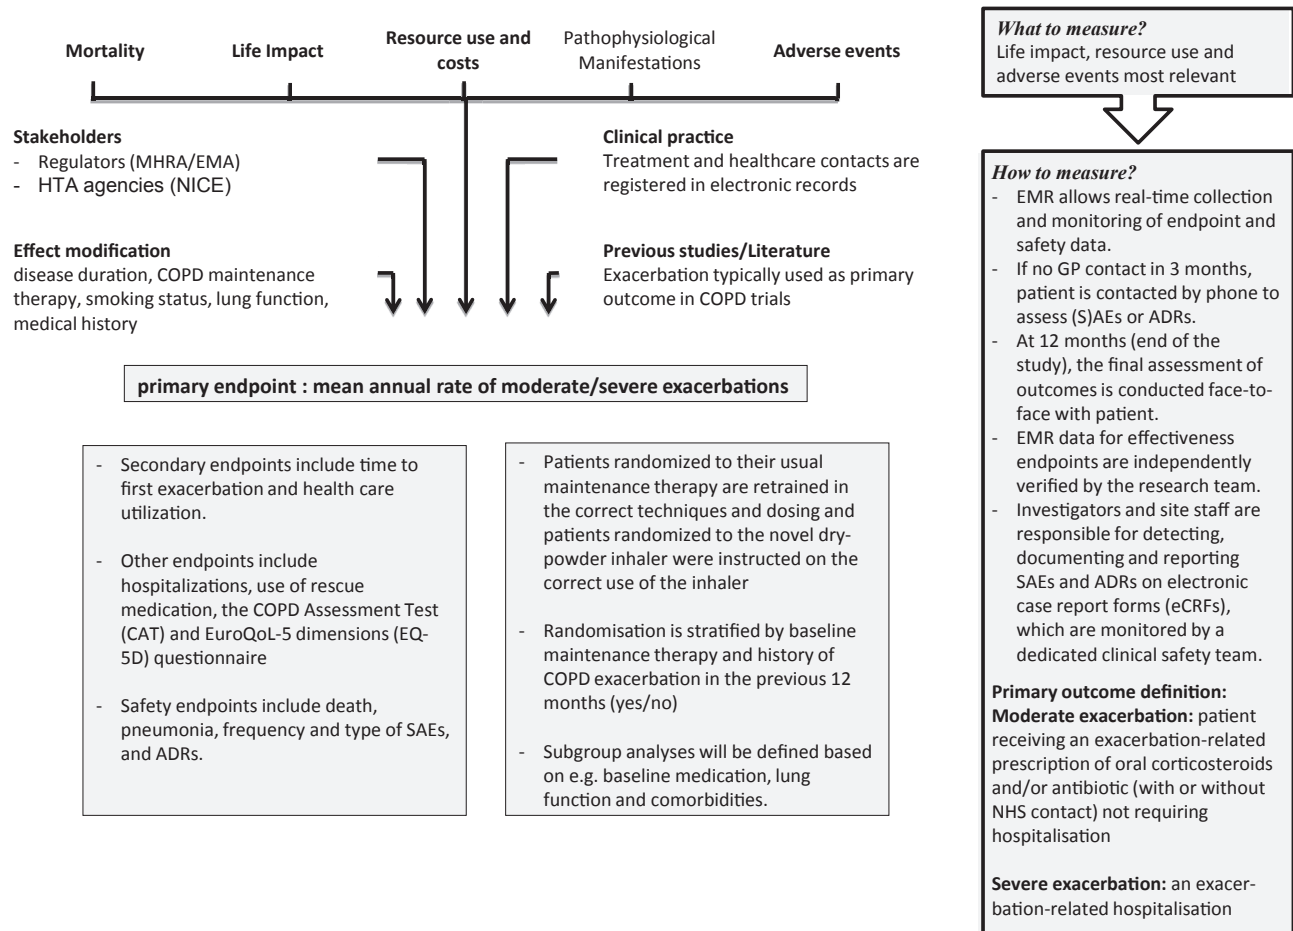 Mortality
Life Impact
Resource use and
costs
Pathophysiological
Manifestations
Adverse events
Stakeholders
- Regulators (MHRA/EMA)
- HTA agencies (NICE)
Clinical practice
Treatment and healthcare contacts are
registered in electronic records
Effect modification
disease duration, COPD maintenance
therapy, smoking status, lung function,
medical history
Previous studies/Literature
Exacerbation typically used as primary
outcome in COPD trials
primary endpoint : mean annual rate of moderate/severe exacerbations
- Secondary endpoints include time to
first exacerbation and health care
utilization.
- Other endpoints include
hospitalizations, use of rescue
medication, the COPD Assessment Test
(CAT) and EuroQoL-5 dimensions (EQ-
5D) questionnaire
- Safety endpoints include death,
pneumonia, frequency and type of SAEs,
and ADRs.
- Patients randomized to their usual
maintenance therapy are retrained in
the correct techniques and dosing and
patients randomized to the novel dry-
powder inhaler were instructed on the
correct use of the inhaler
- Randomisation is stratified by baseline
maintenance therapy and history of
COPD exacerbation in the previous 12
months (yes/no)
- Subgroup analyses will be defined based
on e.g. baseline medication, lung
function and comorbidities.
What to measure?
Life impact, resource use and
adverse events most relevant
How to measure?
- EMR allows real-time collection
and monitoring of endpoint and
safety data.
- If no GP contact in 3 months,
patient is contacted by phone to
assess (S)AEs or ADRs.
- At 12 months (end of the
study), the final assessment of
outcomes is conducted face-to-
face with patient.
- EMR data for effectiveness
endpoints are independently
verified by the research team.
- Investigators and site staff are
responsible for detecting,
documenting and reporting
SAEs and ADRs on electronic
case report forms (eCRFs),
which are monitored by a
dedicated clinical safety team.
Primary outcome definition:
Moderate exacerbation: patient
receiving an exacerbation-related
prescription of oral corticosteroids
and/or antibiotic (with or without
NHS contact) not requiring
hospitalisation
Severe exacerbation: an exacer-
bation-related hospitalisation